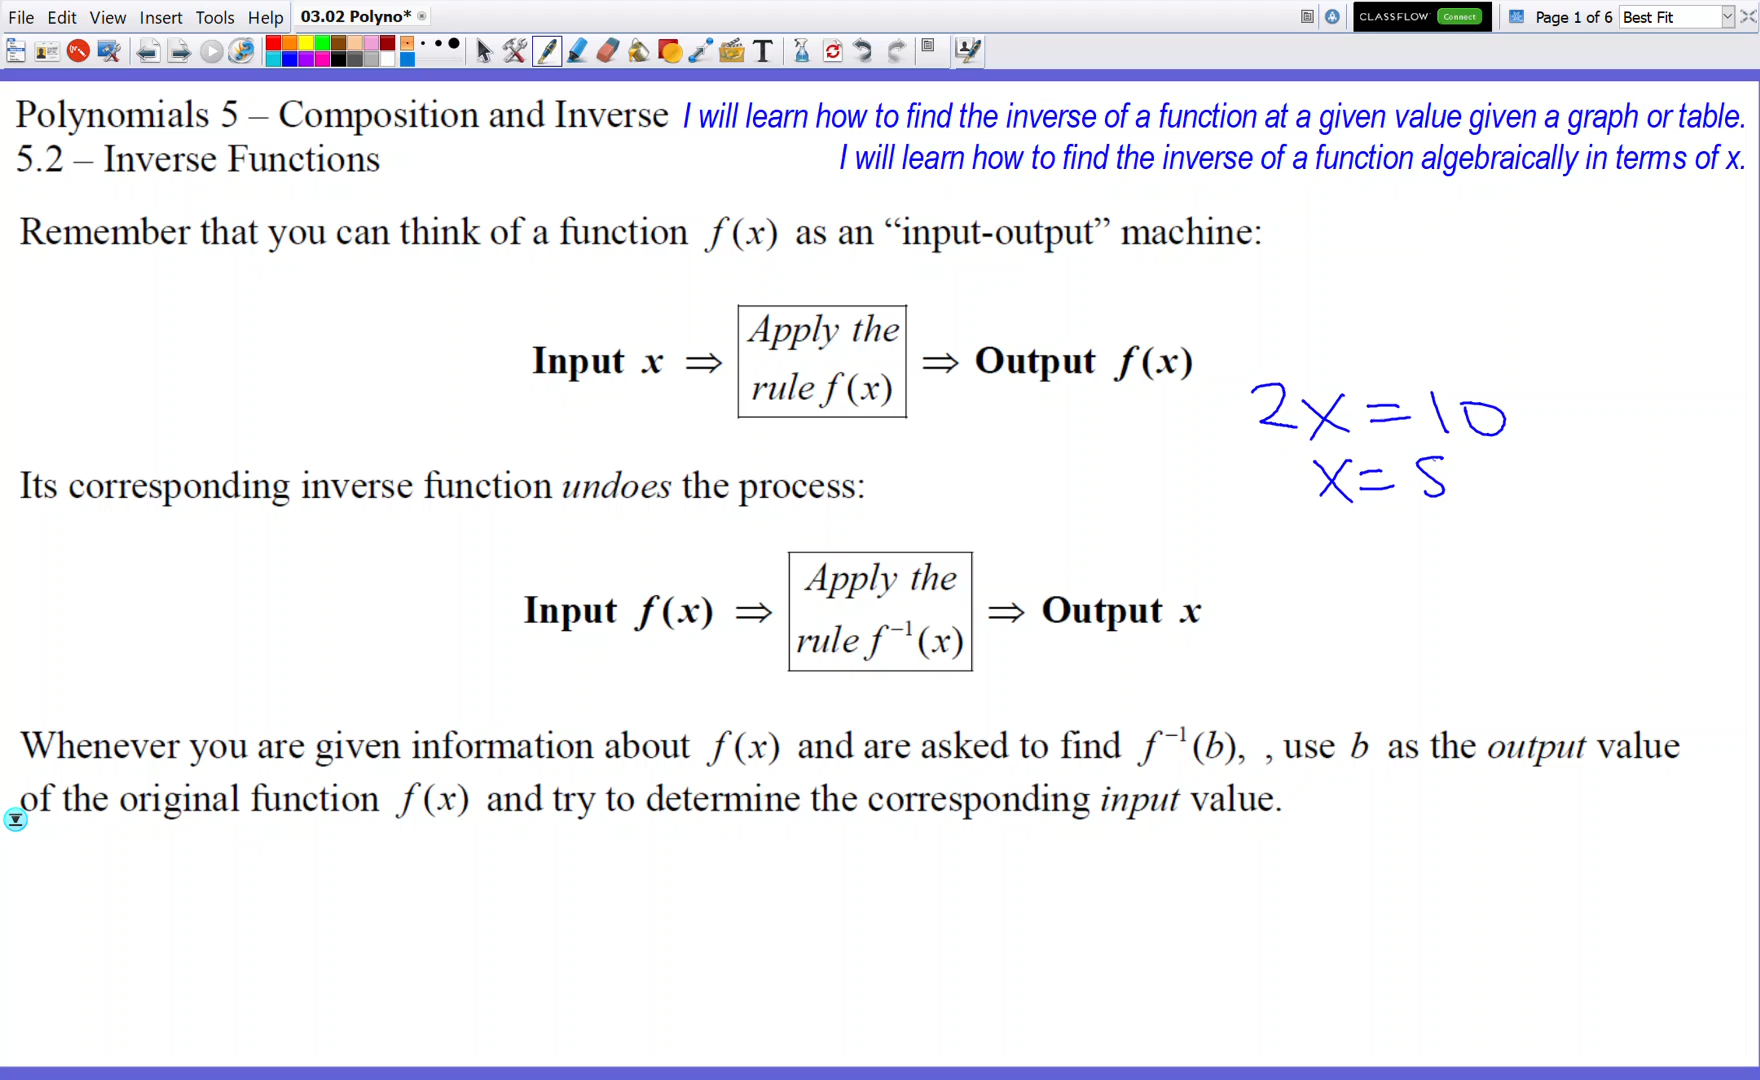 File Edit View Insert Tools Help 03.02 Polyno* CLASSFLOW Connect Page 1 of 6 Best Fit
Polynomials 5 – Composition and Inverse I will learn how to find the inverse of a function at a given value given a graph or table.
5.2 – Inverse Functions I will learn how to find the inverse of a function algebraically in terms of x.
Remember that you can think of a function f(x) as an “input-output” machine:
Input x ⇒ Apply the rule f(x) ⇒ Output f(x)
2x = 10
x = 5
Its corresponding inverse function undoes the process:
Input f(x) ⇒ Apply the rule f⁻¹(x) ⇒ Output x
Whenever you are given information about f(x) and are asked to find f⁻¹(b), , use b as the output value
of the original function f(x) and try to determine the corresponding input value.